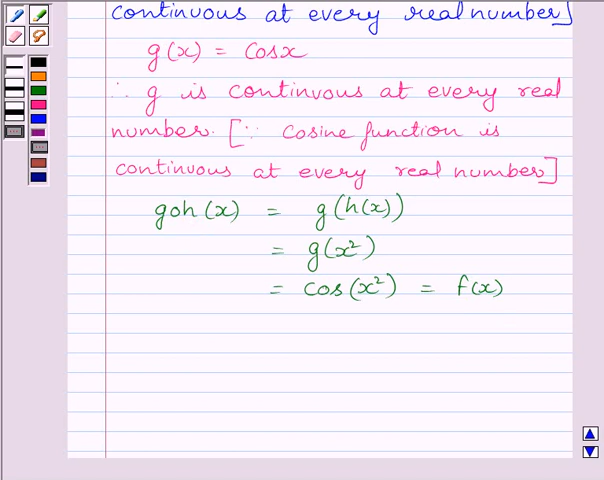 continuous at every real number]
g(x) = cosx
∴ g is continuous at every real
number. [∵ cosine function is
continuous at every real number]
goh(x) = g(h(x))
= g(x²)
= cos(x²) = f(x)